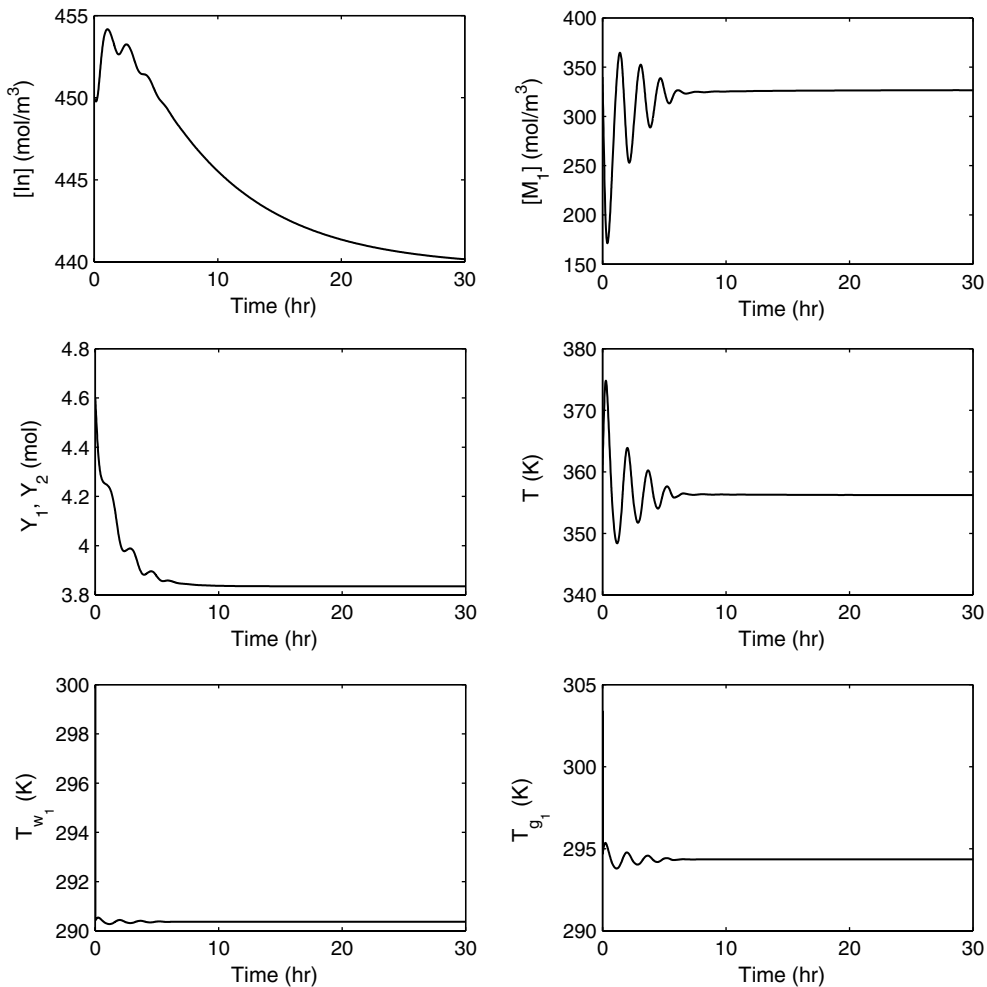 455
450
445
440
[In] (mol/m³)
0 10 20 30
Time (hr)
400
350
300
250
200
150
[M₁] (mol/m³)
0 10 20 30
Time (hr)
4.8
4.6
4.4
4.2
4
3.8
Y₁, Y₂ (mol)
0 10 20 30
Time (hr)
380
370
360
350
340
T (K)
0 10 20 30
Time (hr)
300
298
296
294
292
290
T_w₁ (K)
0 10 20 30
Time (hr)
305
300
295
290
T_g₁ (K)
0 10 20 30
Time (hr)